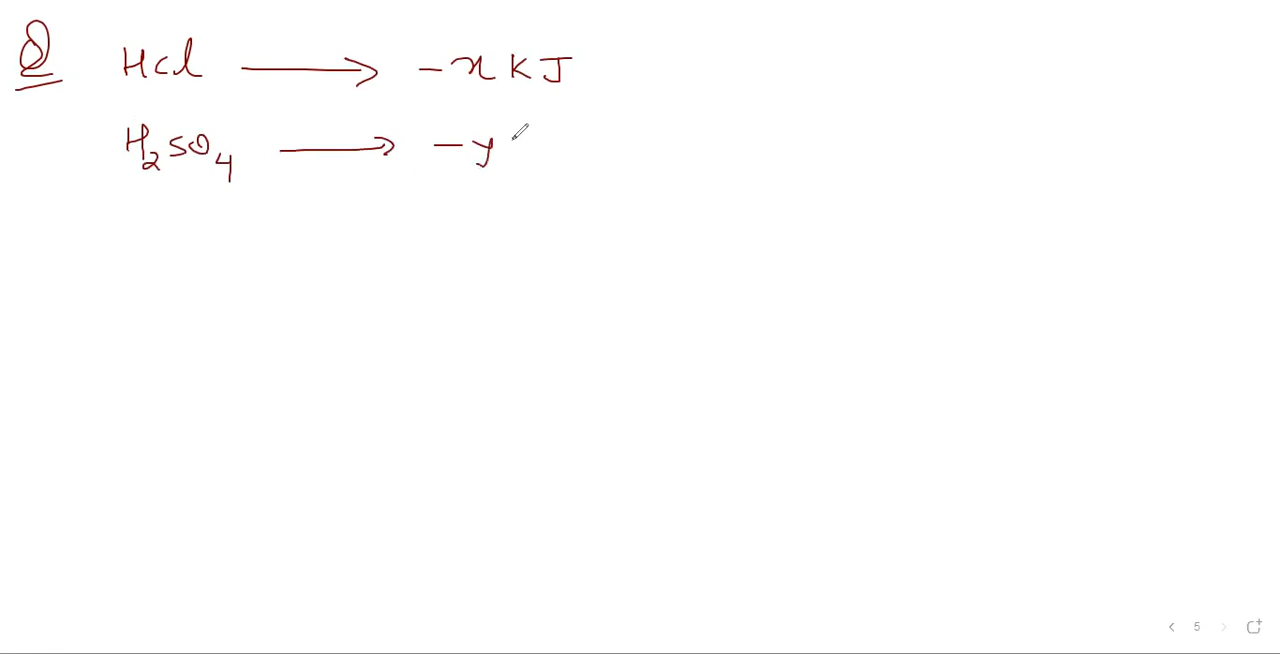 Q HCl ⟶ -x KJ
H₂SO₄ ⟶ -y
5